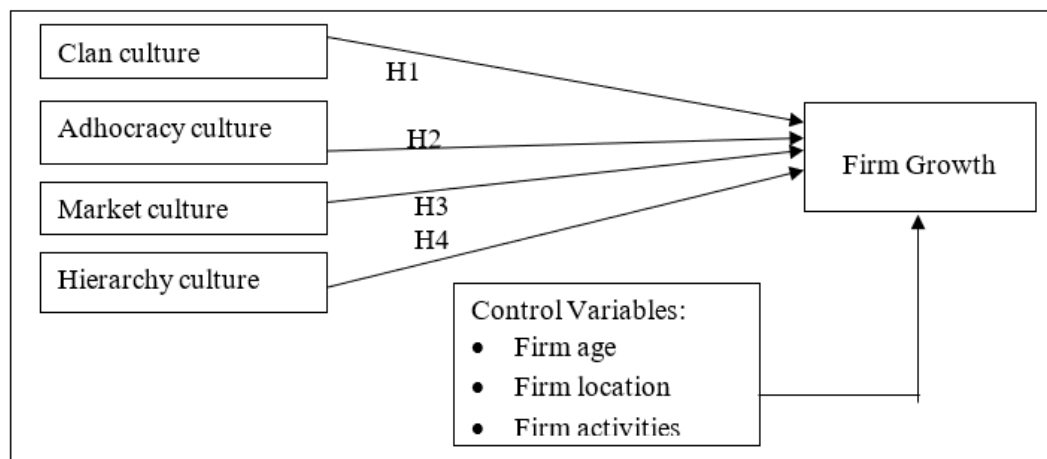 Clan culture
H1
Adhocracy culture
H2
Market culture
H3
H4
Hierarchy culture
Firm Growth
Control Variables:
• Firm age
• Firm location
• Firm activities